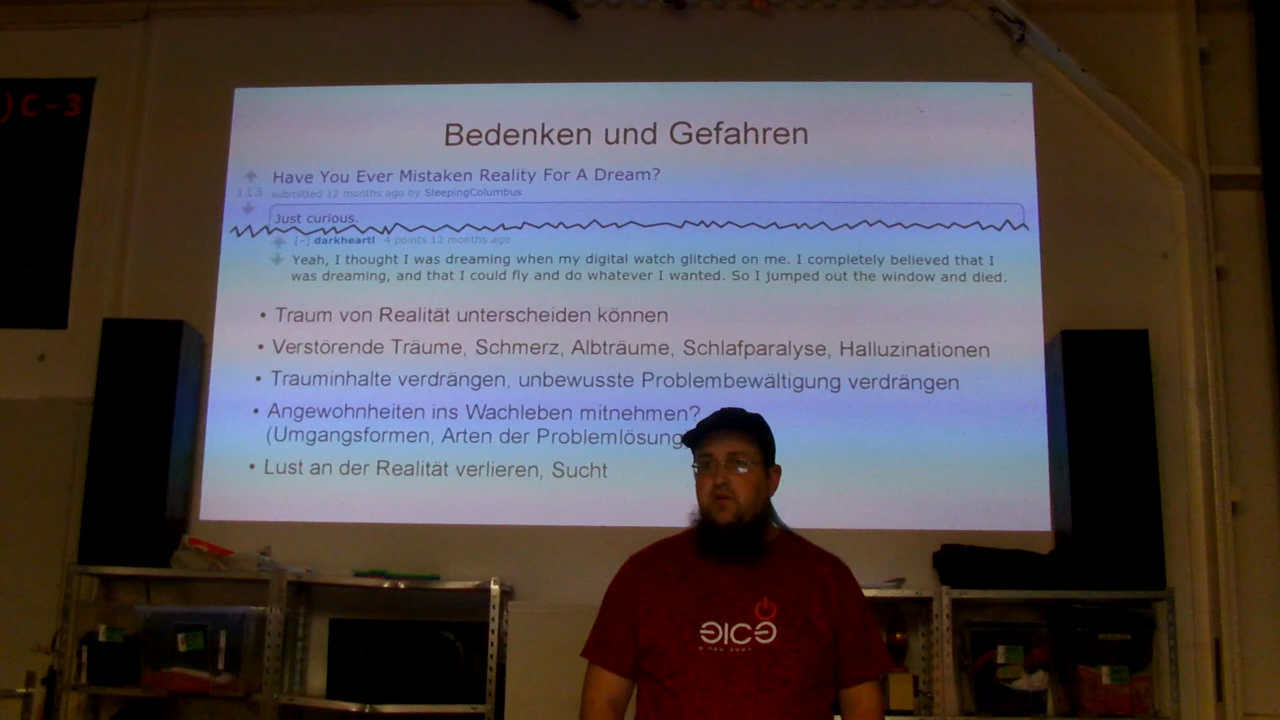 )C-3
Bedenken und Gefahren
Have You Ever Mistaken Reality For A Dream?
113
submitted 12 months ago by SleepingColumbus
Just curious.
[-] darkheartl 4 points 12 months ago
Yeah, I thought I was dreaming when my digital watch glitched on me. I completely believed that I
was dreaming, and that I could fly and do whatever I wanted. So I jumped out the window and died.
• Traum von Realität unterscheiden können
• Verstörende Träume, Schmerz, Albträume, Schlafparalyse, Halluzinationen
• Trauminhalte verdrängen, unbewusste Problembewältigung verdrängen
• Angewohnheiten ins Wachleben mitnehmen?
(Umgangsformen, Arten der Problemlösung
• Lust an der Realität verlieren, Sucht